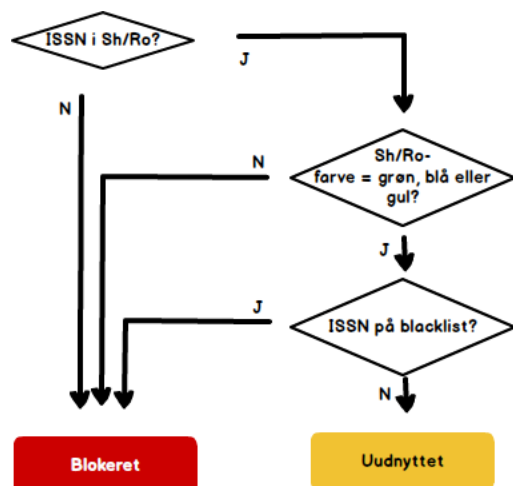 ISSN i Sh/Ro?
J
N
Sh/Ro-
farve = grøn, blå eller
gul?
N
J
ISSN på blacklist?
J
N
Blokeret
Uudnyttet